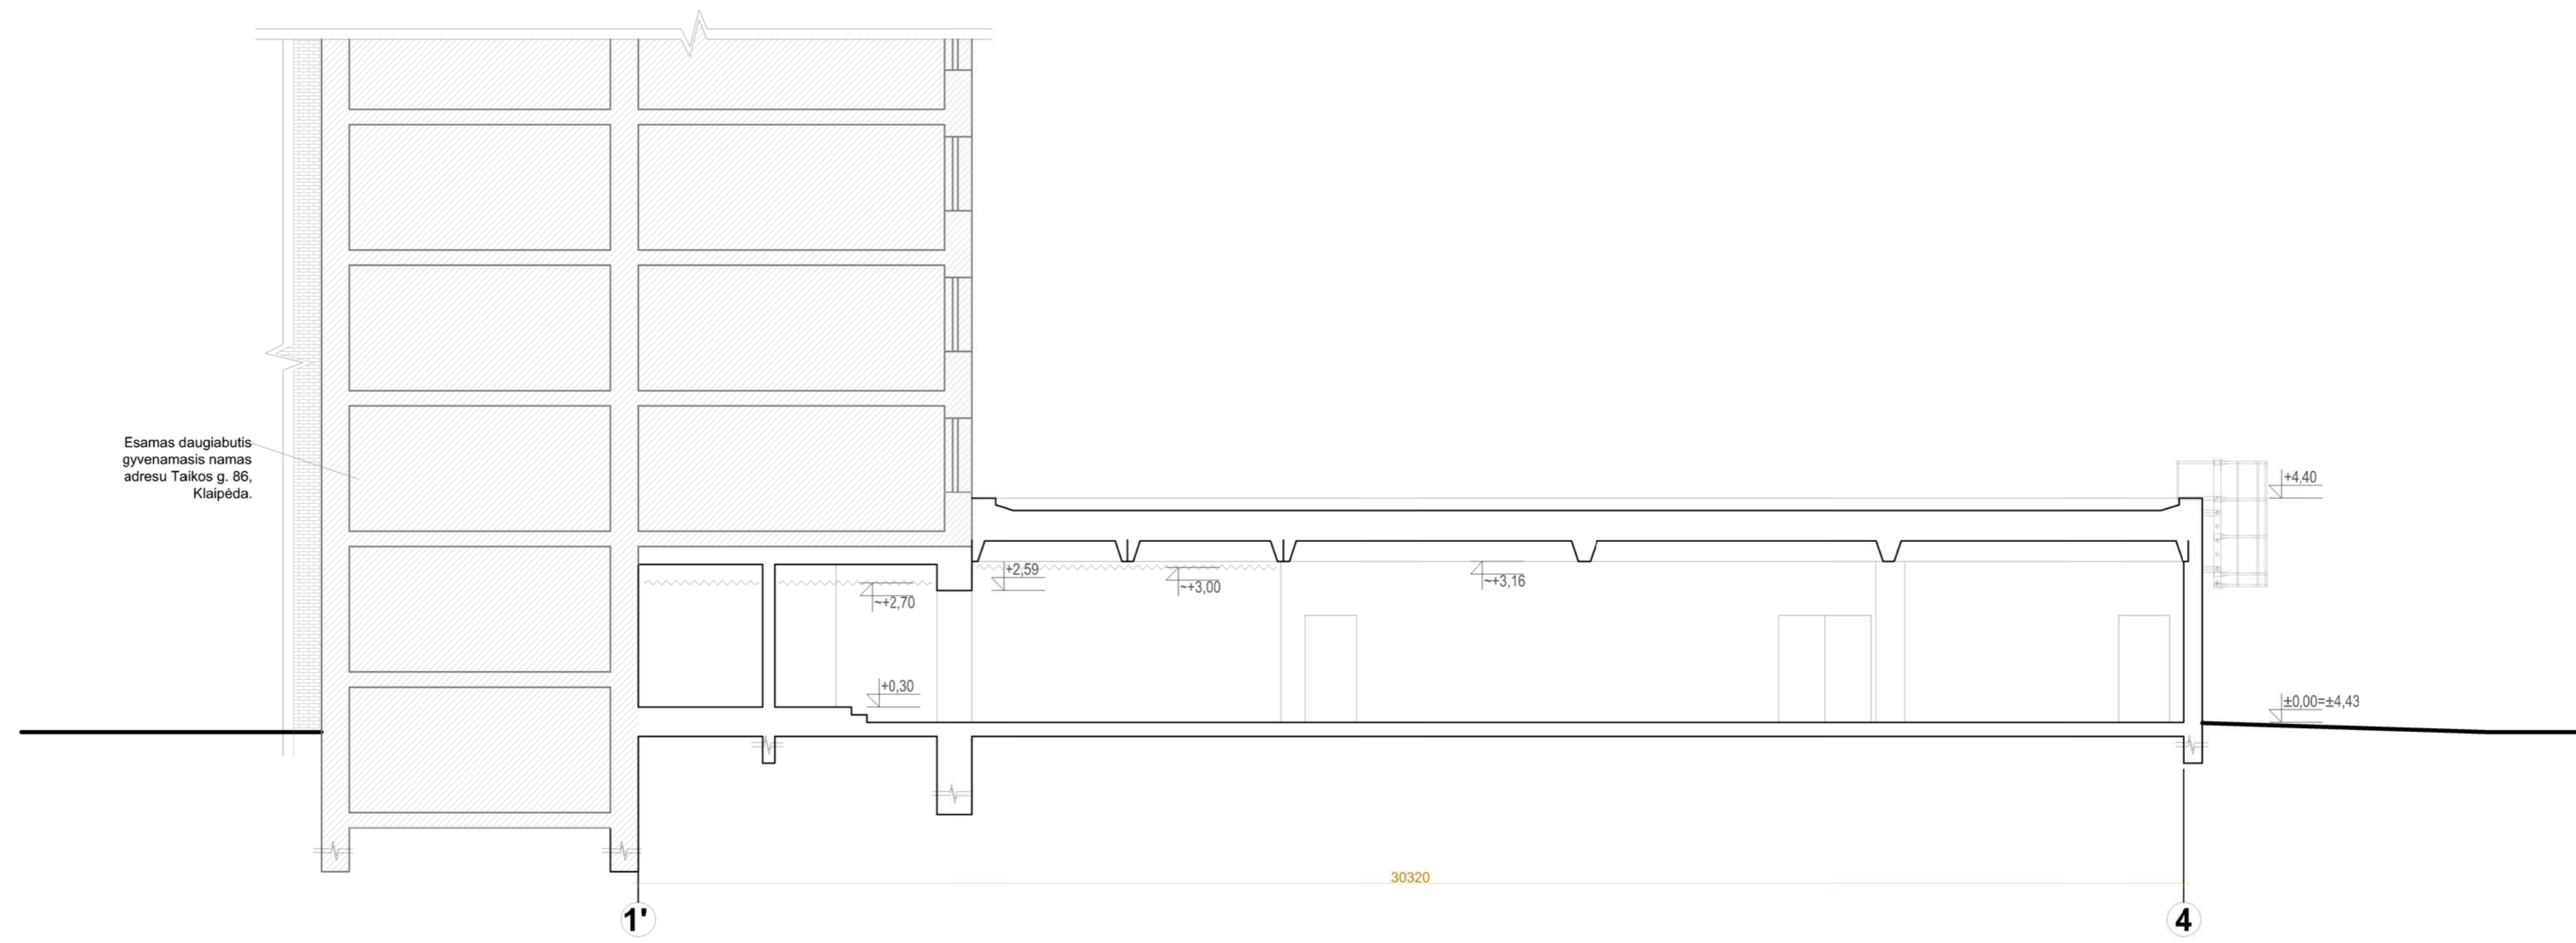 Esamas daugiabutis
gyvenamasis namas
adresu Taikos g. 86,
Klaipėda.
+4,40
+2,59
~+3,00
~+3,16
~+2,70
+0,30
±0,00=±4,43
30320
1'
4